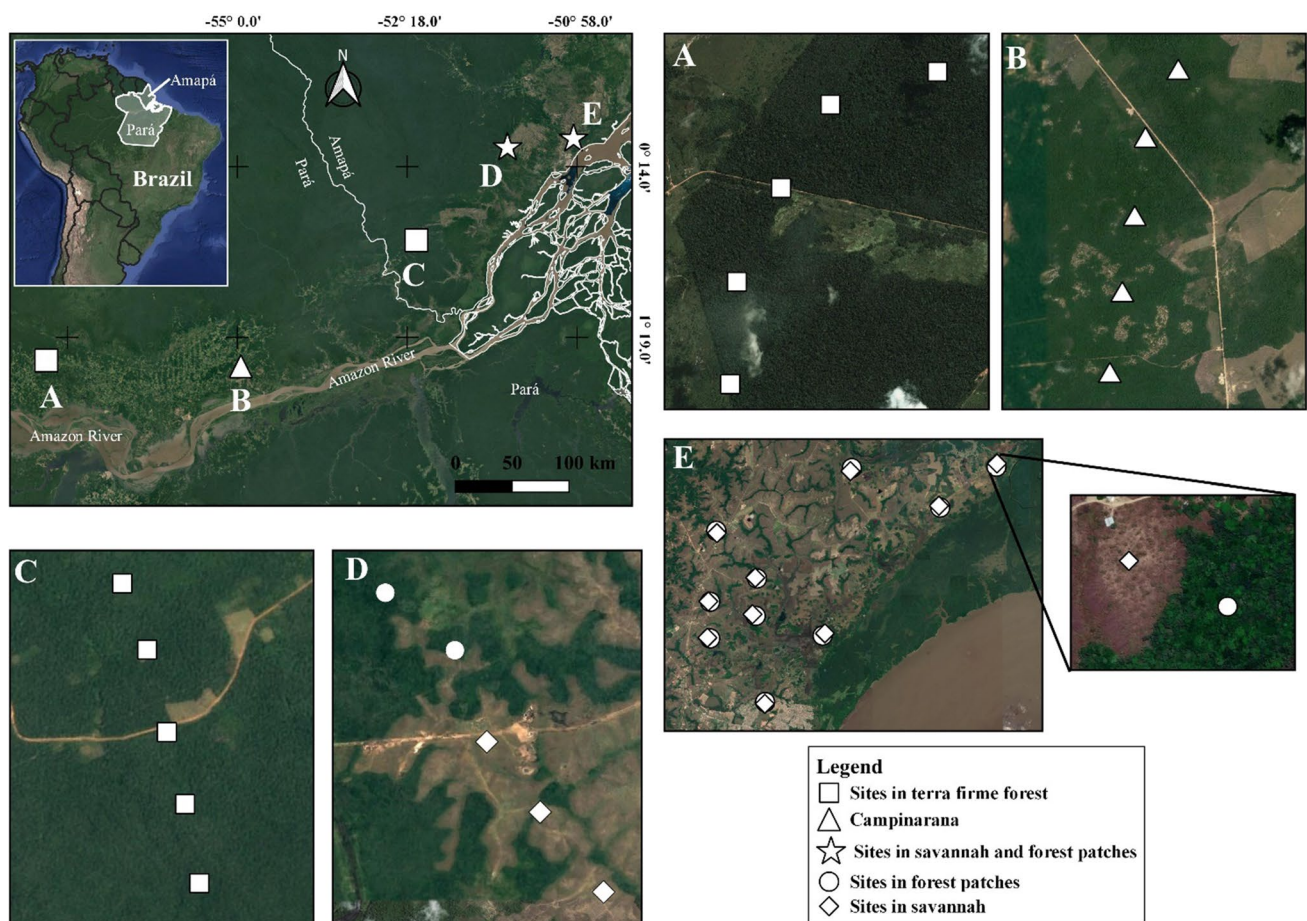 -55° 0.0'
-52° 18.0'
-50° 58.0'
Amapá
Pará
Brazil
N
Amapá
Pará
E
D
0° 14.0'
C
1° 19.0'
A
B
Amazon River
Amazon River
Pará
0 50 100 km
A
B
E
C
D
Legend
Sites in terra firme forest
Campinarana
Sites in savannah and forest patches
Sites in forest patches
Sites in savannah